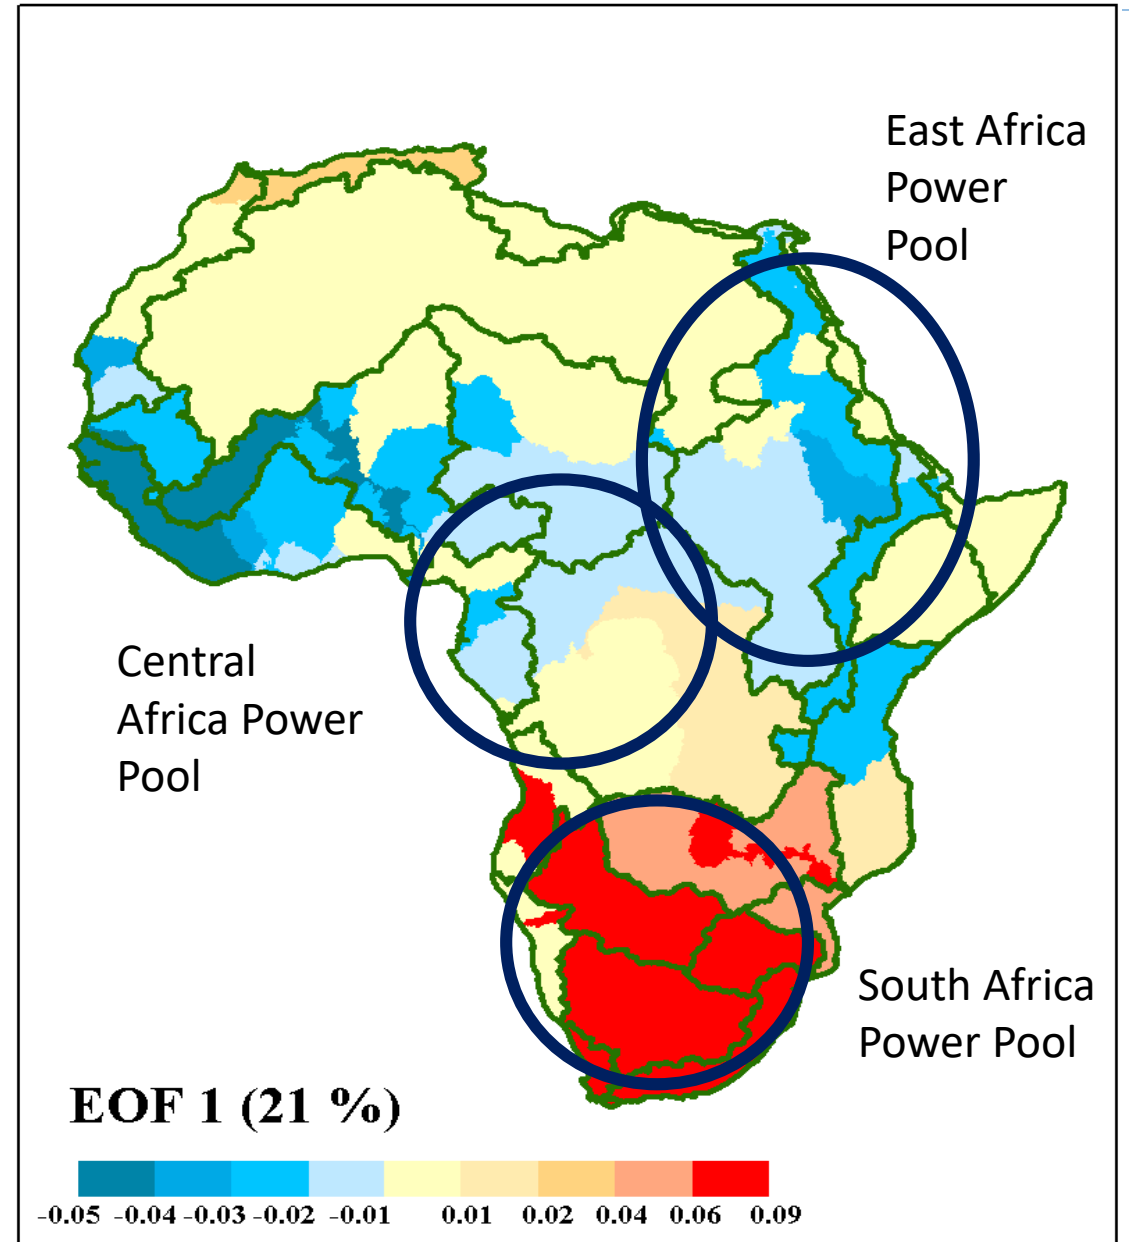 East Africa
Power
Pool
Central
Africa Power
Pool
South Africa
Power Pool
EOF 1 (21 %)
-0.05 -0.04 -0.03 -0.02 -0.01 0.01 0.02 0.04 0.06 0.09